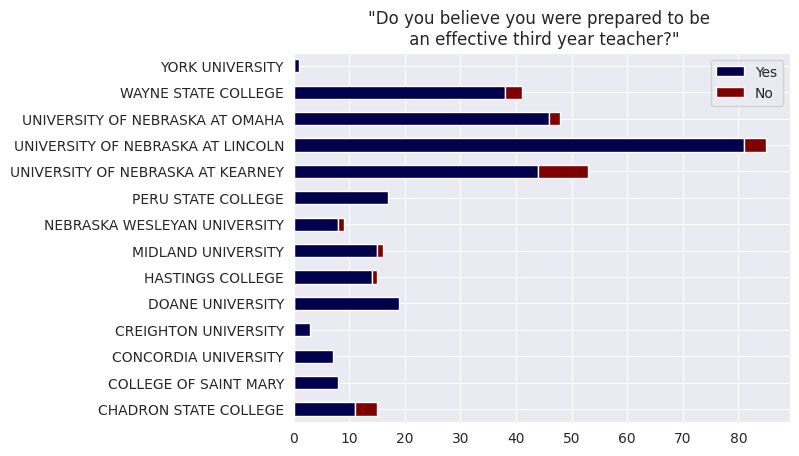 "Do you believe you were prepared to be
an effective third year teacher?"
Yes
No
YORK UNIVERSITY
WAYNE STATE COLLEGE
UNIVERSITY OF NEBRASKA AT OMAHA
UNIVERSITY OF NEBRASKA AT LINCOLN
UNIVERSITY OF NEBRASKA AT KEARNEY
PERU STATE COLLEGE
NEBRASKA WESLEYAN UNIVERSITY
MIDLAND UNIVERSITY
HASTINGS COLLEGE
DOANE UNIVERSITY
CREIGHTON UNIVERSITY
CONCORDIA UNIVERSITY
COLLEGE OF SAINT MARY
CHADRON STATE COLLEGE
0 10 20 30 40 50 60 70 80